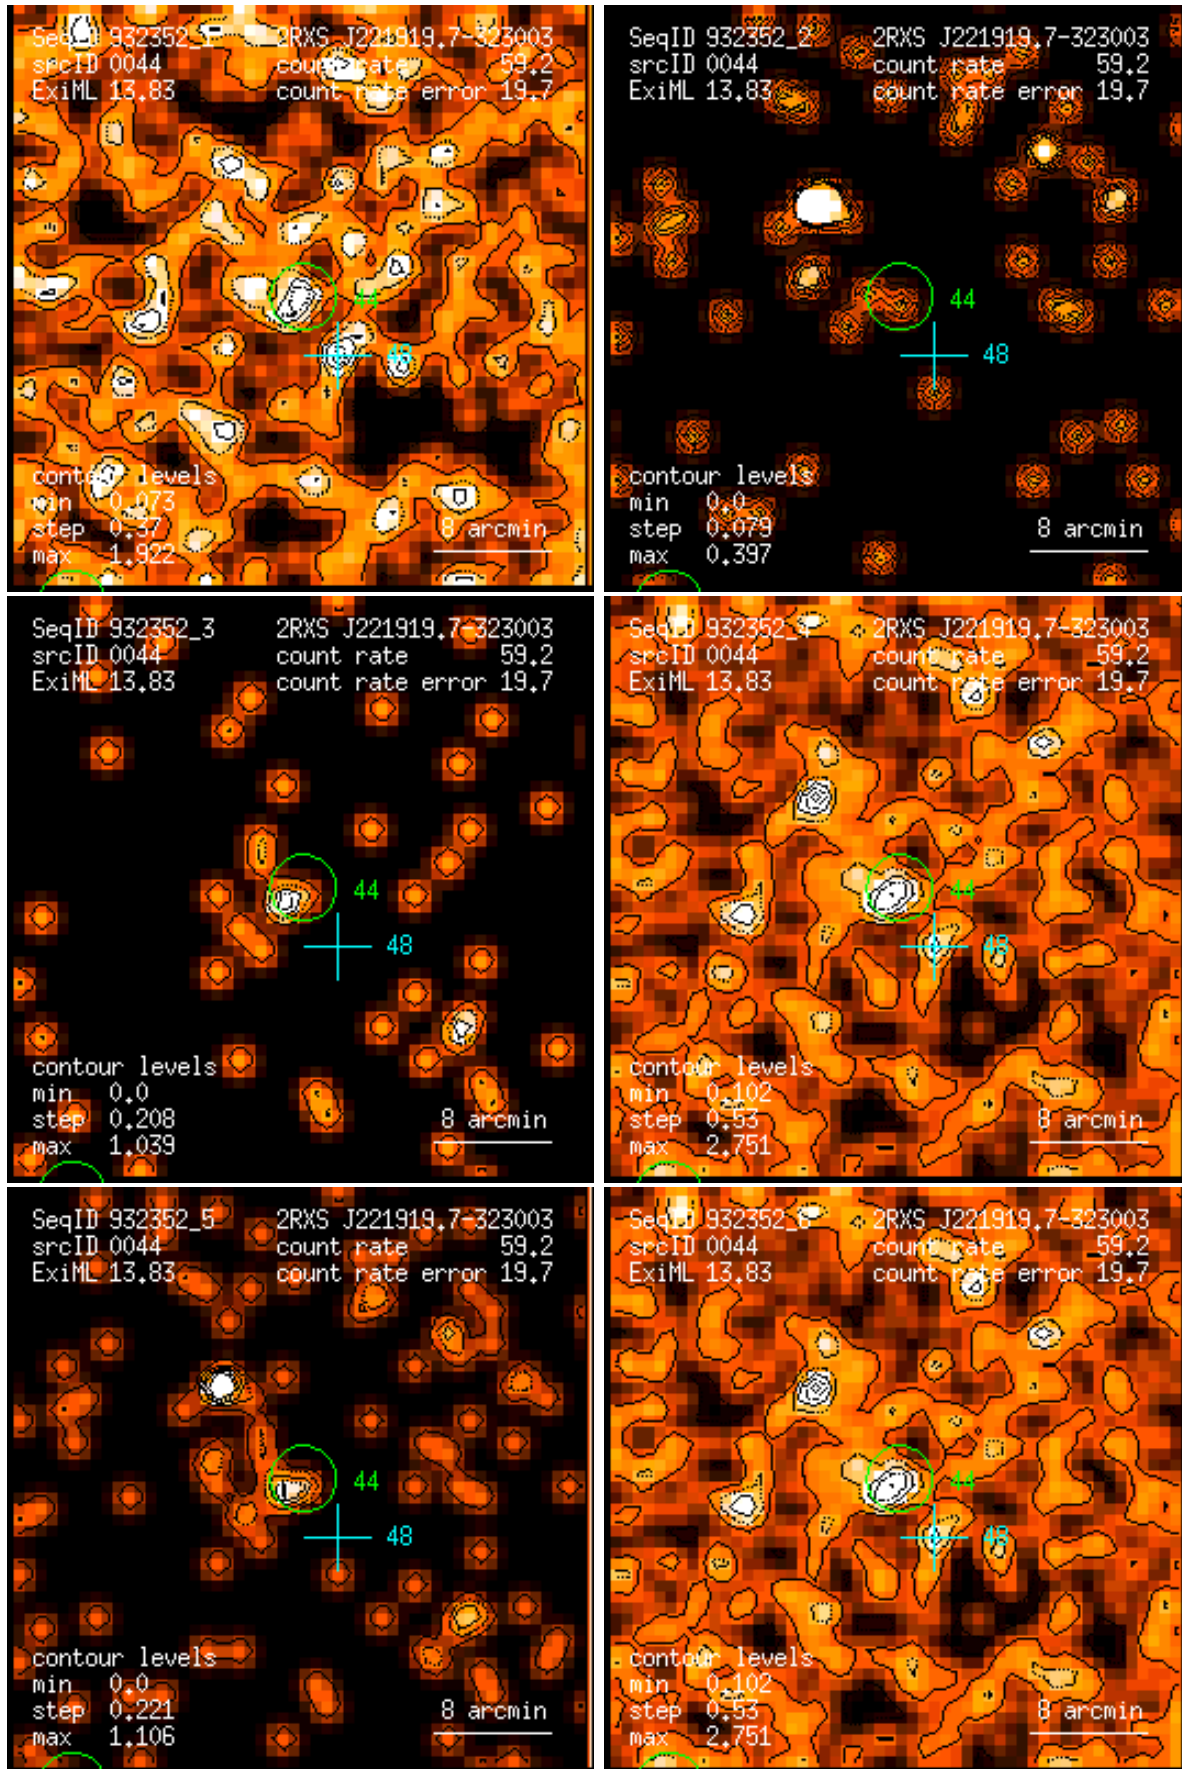 SeqID 932352_1 2RXS J221919.7-323003
srcID 0044 count rate 59.2
ExiML 13.83 count rate error 19.7
44
48
contour levels
min 0.073
step 0.37 8 arcmin
max 1.922
SeqID 932352_2 2RXS J221919.7-323003
srcID 0044 count rate 59.2
ExiML 13.83 count rate error 19.7
44
48
contour levels
min 0.0
step 0.079 8 arcmin
max 0.397
SeqID 932352_3 2RXS J221919.7-323003
srcID 0044 count rate 59.2
ExiML 13.83 count rate error 19.7
44
48
contour levels
min 0.0
step 0.208 8 arcmin
max 1.039
SeqID 932352_4 2RXS J221919.7-323003
srcID 0044 count rate 59.2
ExiML 13.83 count rate error 19.7
44
48
contour levels
min 0.102
step 0.53 8 arcmin
max 2.751
SeqID 932352_5 2RXS J221919.7-323003
srcID 0044 count rate 59.2
ExiML 13.83 count rate error 19.7
44
48
contour levels
min 0.0
step 0.221 8 arcmin
max 1.106
SeqID 932352_6 2RXS J221919.7-323003
srcID 0044 count rate 59.2
ExiML 13.83 count rate error 19.7
44
48
contour levels
min 0.102
step 0.53 8 arcmin
max 2.751